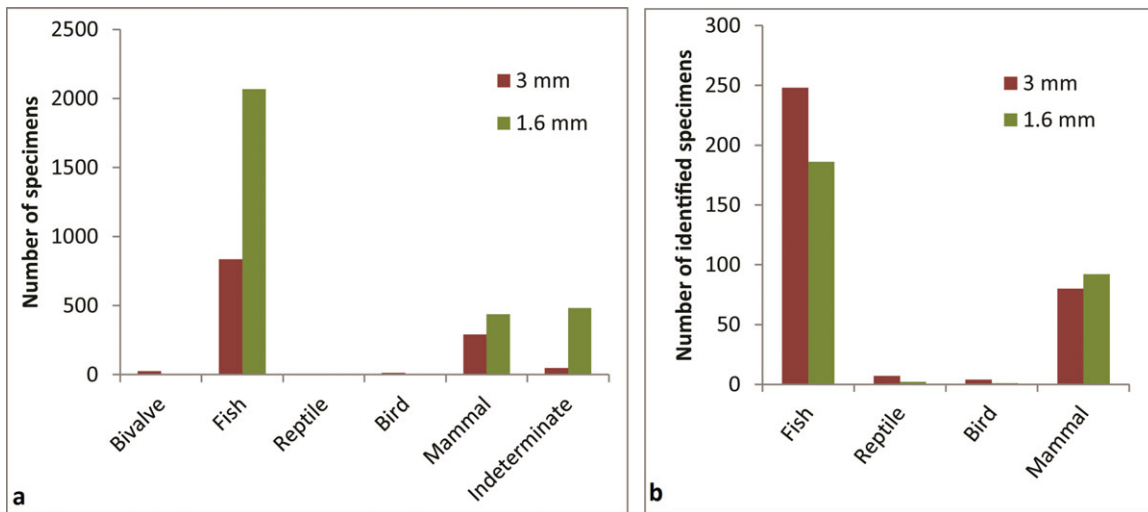 Number of specimens
2500
2000
1500
1000
500
0
3 mm
1.6 mm
Bivalve
Fish
Reptile
Bird
Mammal
Indeterminate
a
Number of identified specimens
300
250
200
150
100
50
0
3 mm
1.6 mm
Fish
Reptile
Bird
Mammal
b